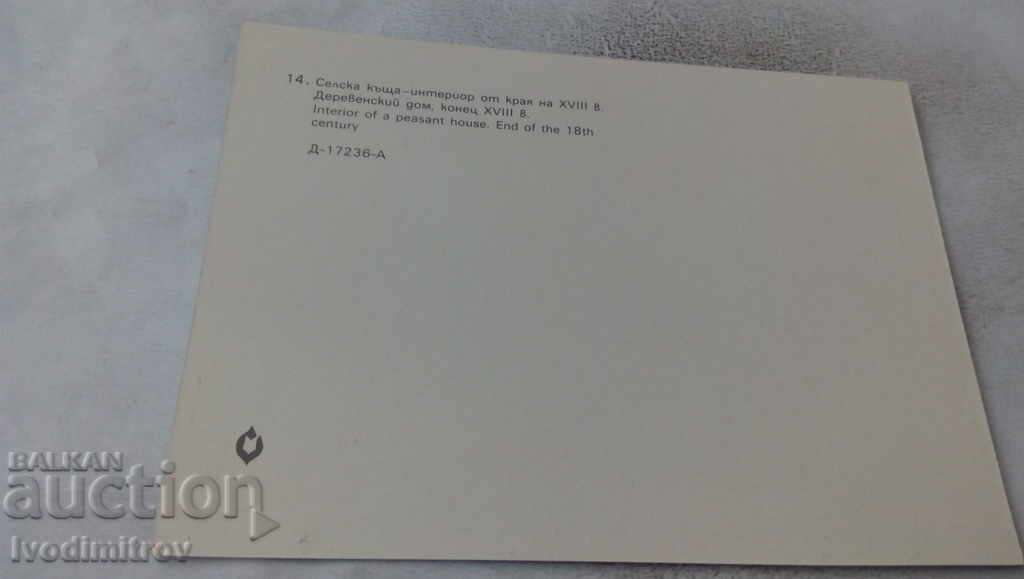 14. Селска къща-интериор от края на XVIII в.
Деревенский дом, конец XVIII в.
Interior of a peasant house. End of the 18th
century
Д-17236-А
BALKAN
auction
Ivodimitrov